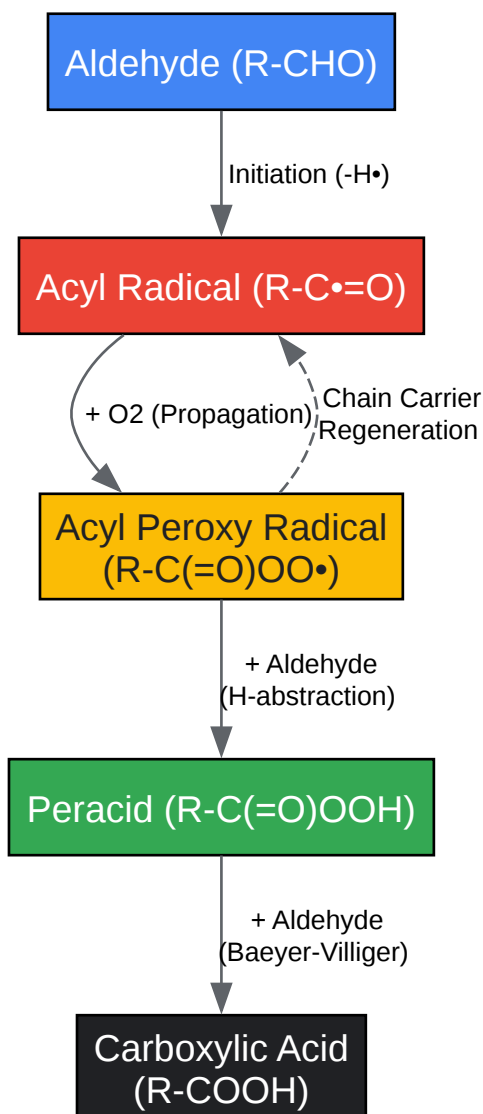 Aldehyde (R-CHO)
Initiation (-H•)
Acyl Radical (R-C•=O)
+ O2 (Propagation)
Chain Carrier
Regeneration
Acyl Peroxy Radical
(R-C(=O)OO•)
+ Aldehyde
(H-abstraction)
Peracid (R-C(=O)OOH)
+ Aldehyde
(Baeyer-Villiger)
Carboxylic Acid
(R-COOH)